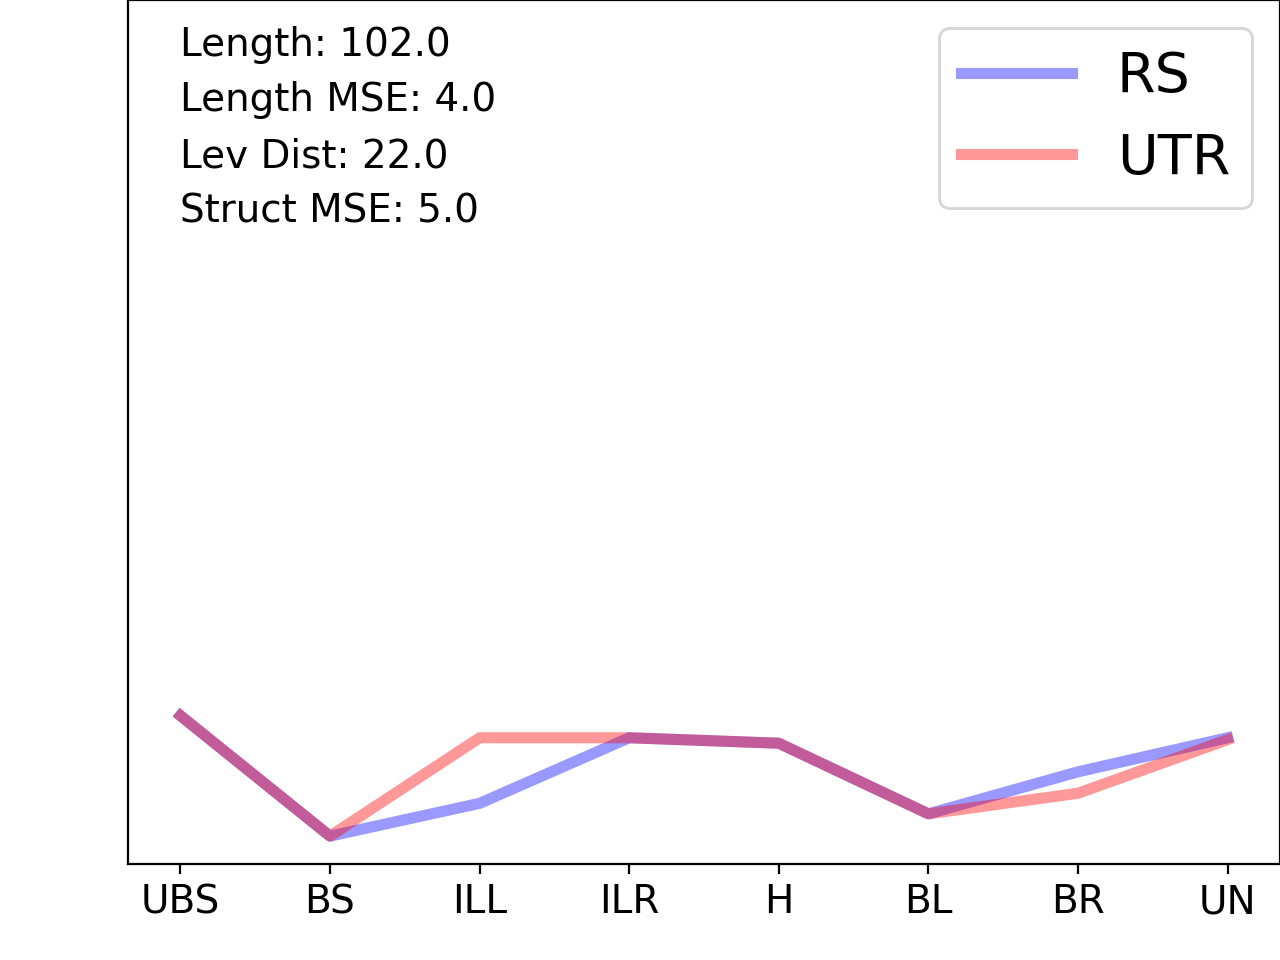 Length: 102.0
Length MSE: 4.0
Lev Dist: 22.0
Struct MSE: 5.0
RS
UTR
UBS BS ILL ILR H BL BR UN